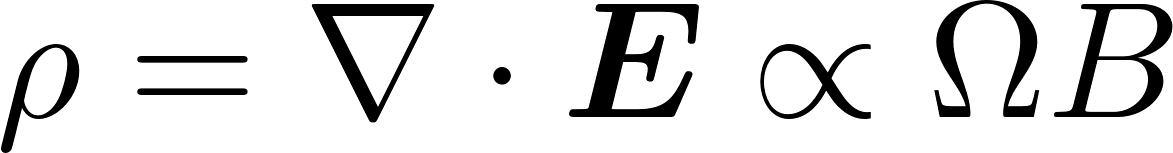 ρ = ∇ · E ∝ ΩB